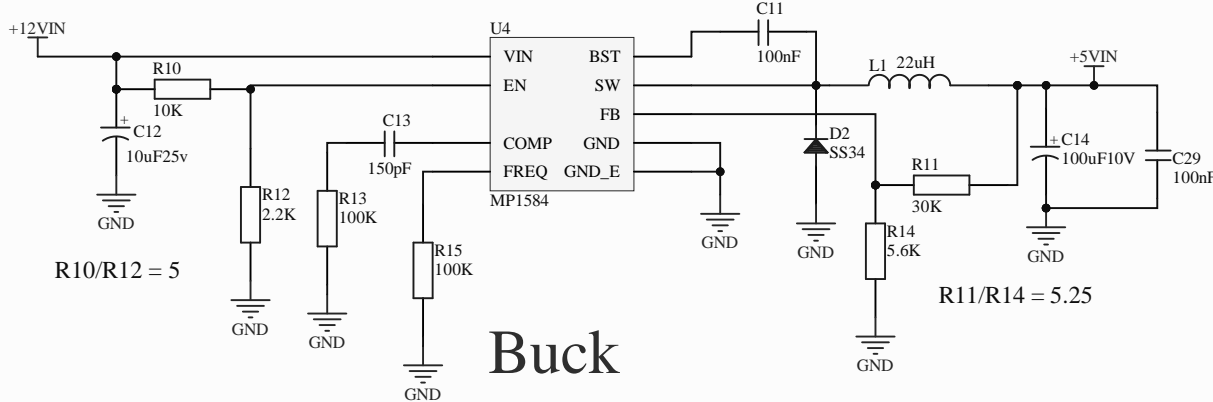 +12VIN
U4
VIN
EN
COMP
FREQ
BST
SW
FB
GND
GND_E
MP1584
R10
10K
C12
10uF25v
GND
R12
2.2K
GND
C13
150pF
R13
100K
GND
R15
100K
GND
C11
100nF
L1 22uH
+5VIN
D2
SS34
GND
GND
R11
30K
R14
5.6K
GND
C14
100uF10V
C29
100nF
GND
R10/R12 = 5
R11/R14 = 5.25
Buck
+
+